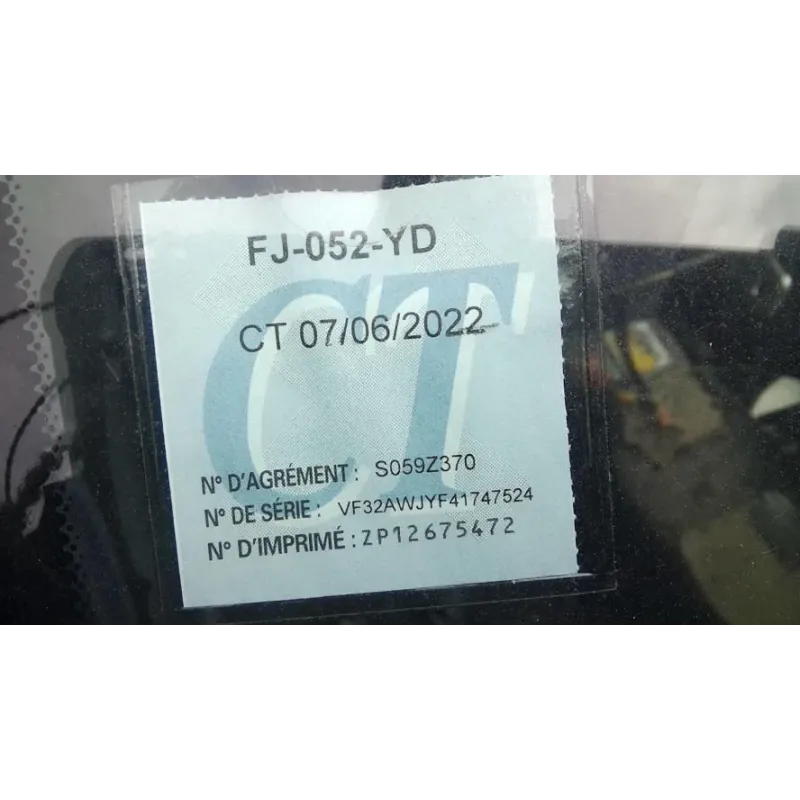 FJ-052-YD
CT
CT 07/06/2022
N° D'AGRÉMENT : S059Z370
N° DE SÉRIE : VF32AWJYF41747524
N° D'IMPRIMÉ : ZP12675472